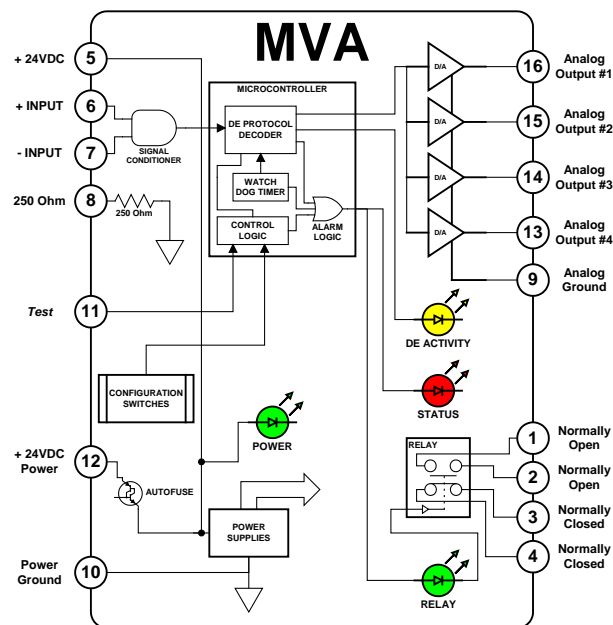 MVA
+ 24VDC
5
+ INPUT
6
- INPUT
7
250 Ohm
8
250 Ohm
SIGNAL
CONDITIONER
MICROCONTROLLER
DE PROTOCOL
DECODER
WATCH
DOG TIMER
CONTROL
LOGIC
ALARM
LOGIC
Test
11
CONFIGURATION
SWITCHES
+ 24VDC
Power
12
AUTOFUSE
Power
Ground
10
POWER
SUPPLIES
POWER
D/A
16
Analog
Output #1
D/A
15
Analog
Output #2
D/A
14
Analog
Output #3
D/A
13
Analog
Output #4
9
Analog
Ground
DE ACTIVITY
STATUS
RELAY
1
Normally
Open
2
Normally
Open
3
Normally
Closed
4
Normally
Closed
RELAY